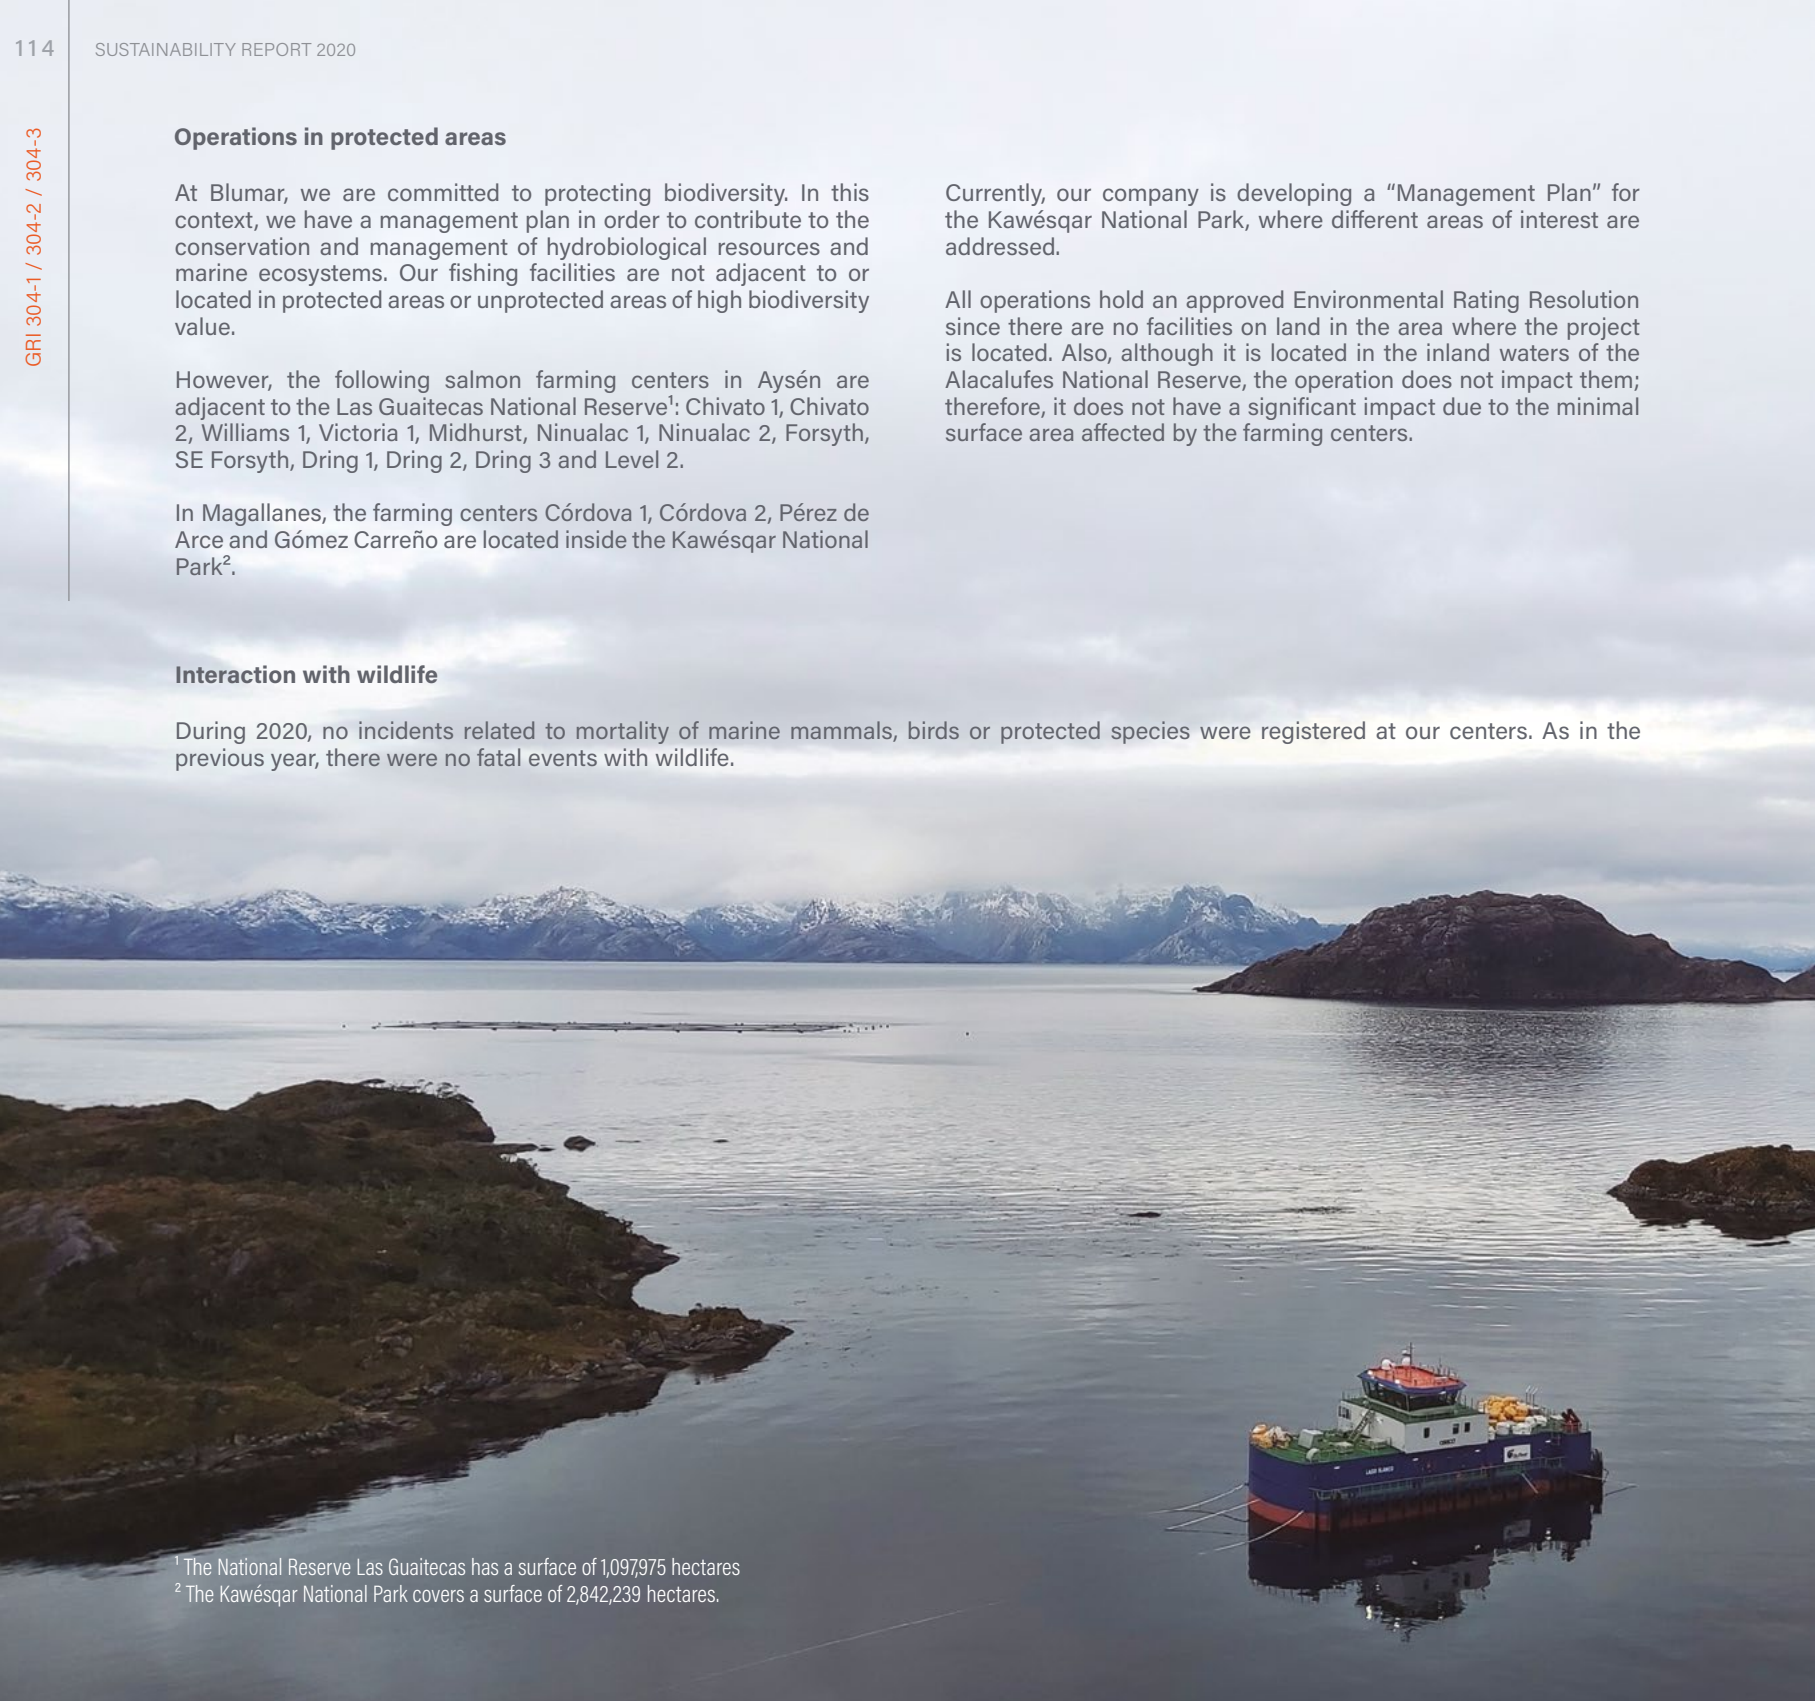 114
SUSTAINABILITY REPORT 2020
GRI 304-1 / 304-2 / 304-3
Operations in protected areas
At Blumar, we are committed to protecting biodiversity. In this
context, we have a management plan in order to contribute to the
conservation and management of hydrobiological resources and
marine ecosystems. Our fishing facilities are not adjacent to or
located in protected areas or unprotected areas of high biodiversity
value.
However, the following salmon farming centers in Aysén are
adjacent to the Las Guaitecas National Reserve¹: Chivato 1, Chivato
2, Williams 1, Victoria 1, Midhurst, Ninualac 1, Ninualac 2, Forsyth,
SE Forsyth, Dring 1, Dring 2, Dring 3 and Level 2.
In Magallanes, the farming centers Córdova 1, Córdova 2, Pérez de
Arce and Gómez Carreño are located inside the Kawésqar National
Park².
Currently, our company is developing a “Management Plan” for
the Kawésqar National Park, where different areas of interest are
addressed.
All operations hold an approved Environmental Rating Resolution
since there are no facilities on land in the area where the project
is located. Also, although it is located in the inland waters of the
Alacalufes National Reserve, the operation does not impact them;
therefore, it does not have a significant impact due to the minimal
surface area affected by the farming centers.
Interaction with wildlife
During 2020, no incidents related to mortality of marine mammals, birds or protected species were registered at our centers. As in the
previous year, there were no fatal events with wildlife.
LAGO BLANCO
¹ The National Reserve Las Guaitecas has a surface of 1,097,975 hectares
² The Kawésqar National Park covers a surface of 2,842,239 hectares.